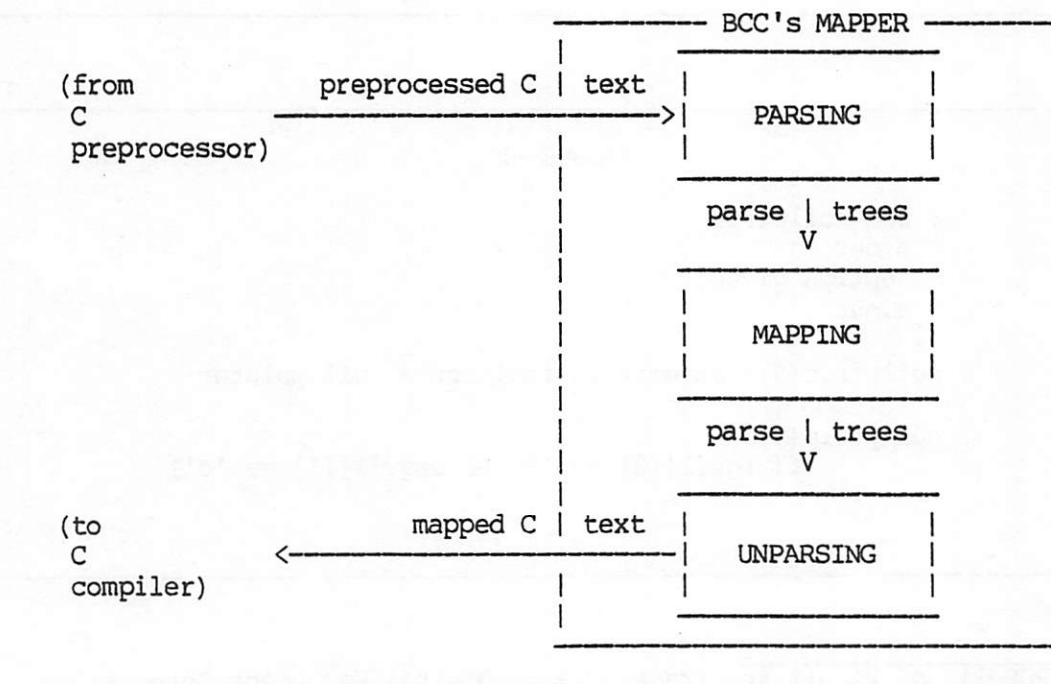 BCC's MAPPER
(from preprocessed C | text
C > PARSING
preprocessor)
parse | trees
V
MAPPING
parse | trees
V
(to mapped C | text
C < UNPARSING
compiler)